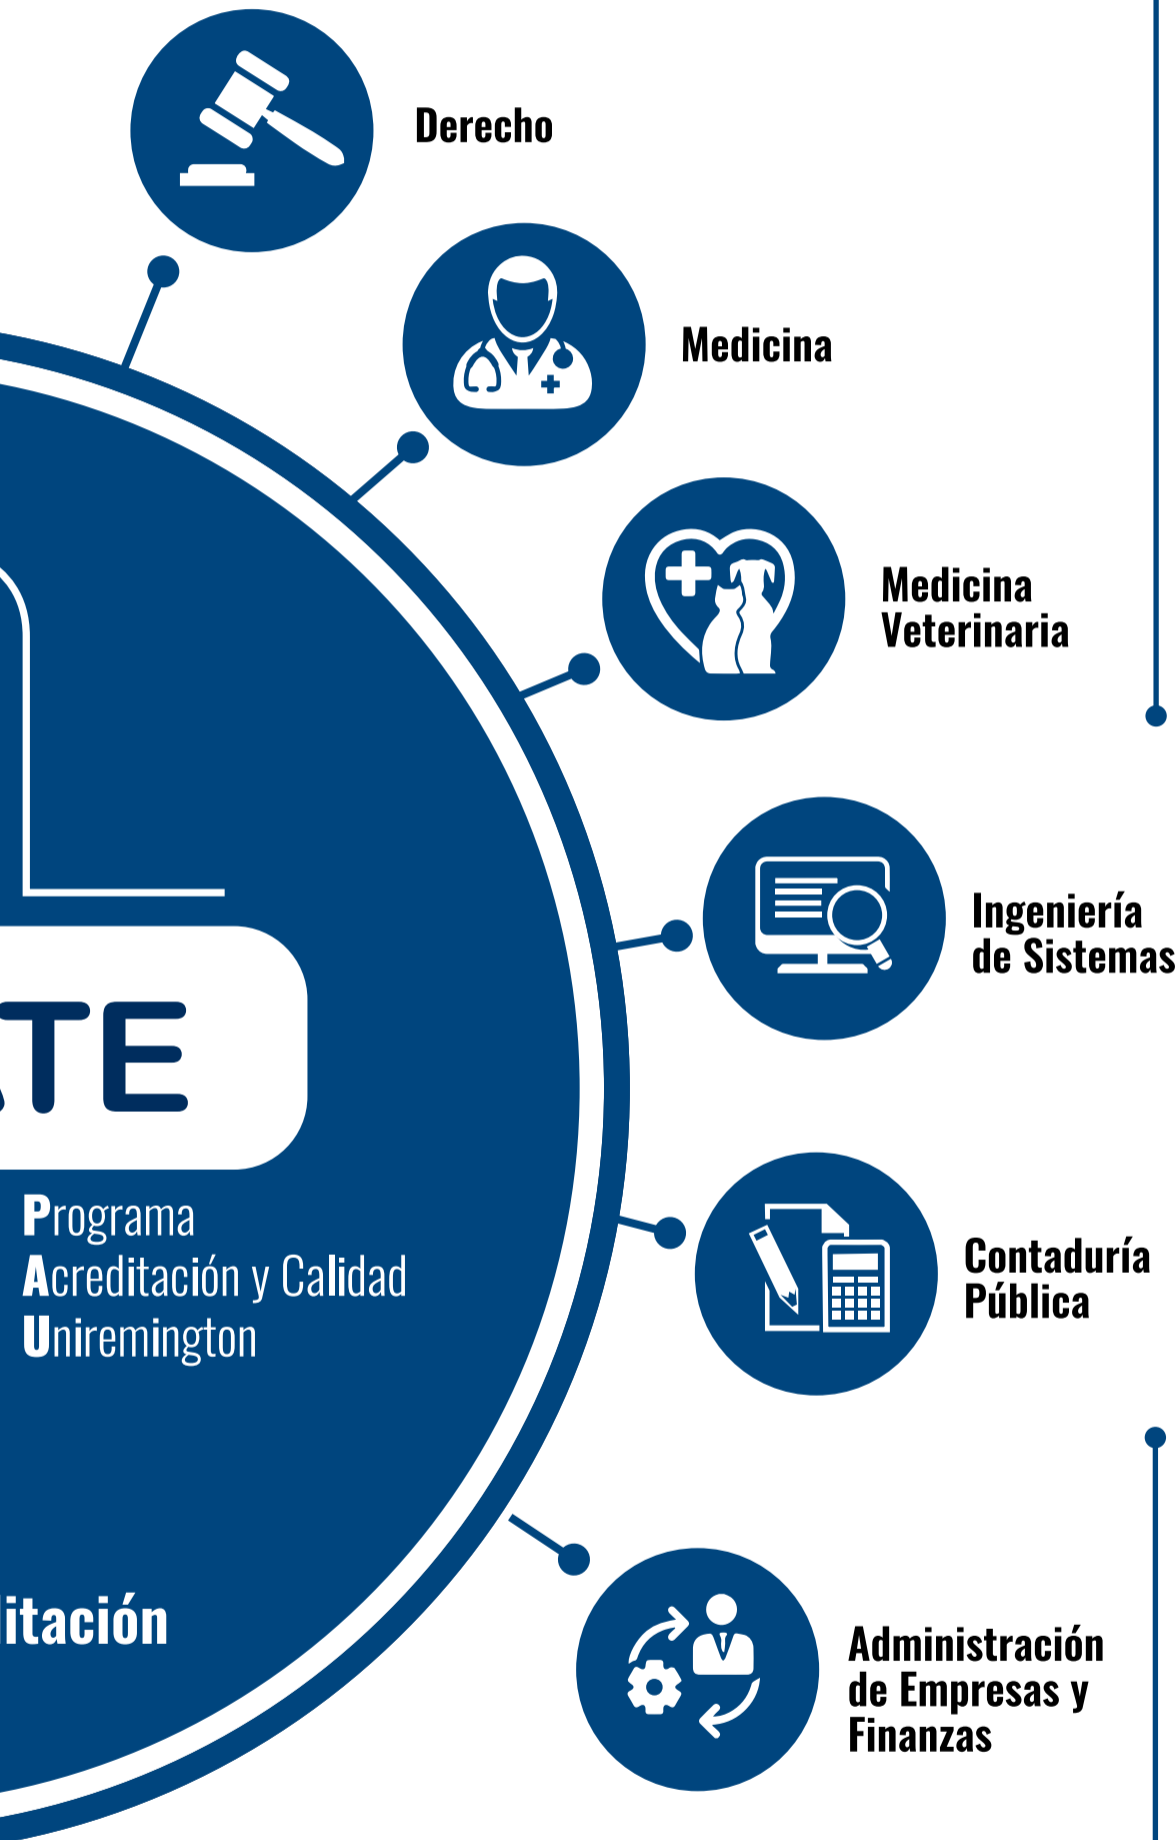 Derecho
Medicina
Medicina
Veterinaria
Ingeniería
de Sistemas
TE
Programa
Acreditación y Calidad
Uniremington
Contaduría
Pública
itación
Administración
de Empresas y
Finanzas